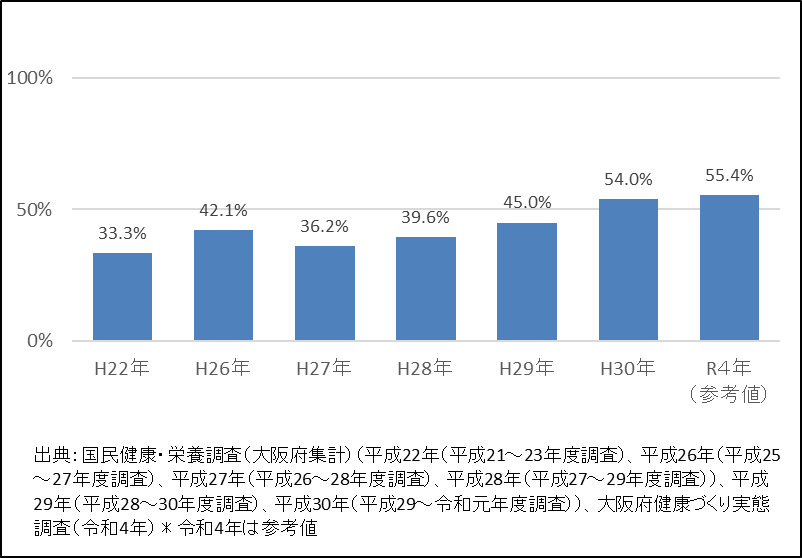 100%
50%
0%
33.3%
42.1%
36.2%
39.6%
45.0%
54.0%
55.4%
H22年
H26年
H27年
H28年
H29年
H30年
R4年
(参考値)
出典：国民健康・栄養調査（大阪府集計）（平成22年（平成21～23年度調査）、平成26年（平成25
～27年度調査）、平成27年（平成26～28年度調査）、平成28年（平成27～29年度調査））、平成
29年（平成28～30年度調査）、平成30年（平成29～令和元年度調査））、大阪府健康づくり実態
調査（令和4年）＊令和4年は参考値